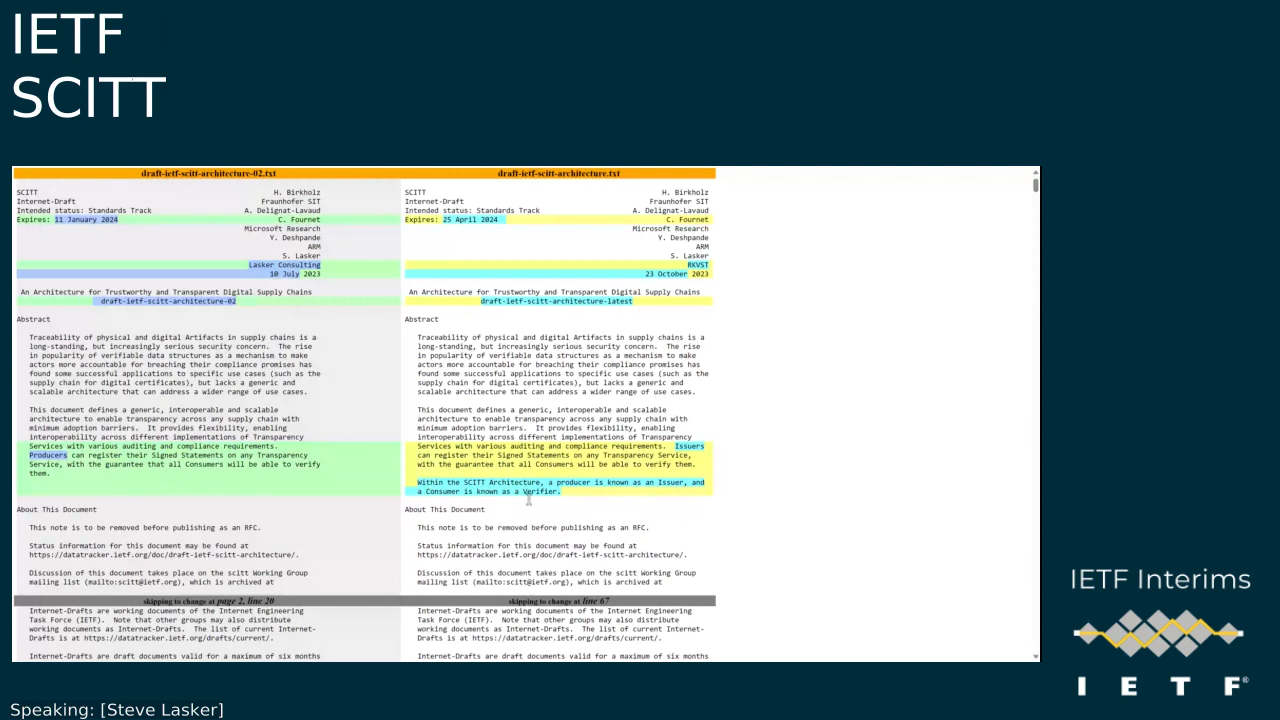 IETF
SCITT
draft-ietf-scitt-architecture-02.txt
SCITT H. Birkholz
Internet-Draft Fraunhofer SIT
Intended status: Standards Track A. Delignat-Lavaud
Expires: 11 January 2024 C. Fournet
Microsoft Research
Y. Deshpande
ARM
S. Lasker
Lasker Consulting
10 July 2023
An Architecture for Trustworthy and Transparent Digital Supply Chains
draft-ietf-scitt-architecture-02
Abstract
Traceability of physical and digital Artifacts in supply chains is a
long-standing, but increasingly serious security concern. The rise
in popularity of verifiable data structures as a mechanism to make
actors more accountable for breaching their compliance promises has
found some successful applications to specific use cases (such as the
supply chain for digital certificates), but lacks a generic and
scalable architecture that can address a wider range of use cases.
This document defines a generic, interoperable and scalable
architecture to enable transparency across any supply chain with
minimum adoption barriers. It provides flexibility, enabling
interoperability across different implementations of Transparency
Services with various auditing and compliance requirements.
Producers can register their Signed Statements on any Transparency
Service, with the guarantee that all Consumers will be able to verify
them.
About This Document
This note is to be removed before publishing as an RFC.
Status information for this document may be found at
https://datatracker.ietf.org/doc/draft-ietf-scitt-architecture/.
Discussion of this document takes place on the scitt Working Group
mailing list (mailto:scitt@ietf.org), which is archived at
skipping to change at page 2, line 20
Internet-Drafts are working documents of the Internet Engineering
Task Force (IETF). Note that other groups may also distribute
working documents as Internet-Drafts. The list of current Internet-
Drafts is at https://datatracker.ietf.org/drafts/current/.
Internet-Drafts are draft documents valid for a maximum of six months
draft-ietf-scitt-architecture.txt
SCITT H. Birkholz
Internet-Draft Fraunhofer SIT
Intended status: Standards Track A. Delignat-Lavaud
Expires: 25 April 2024 C. Fournet
Microsoft Research
Y. Deshpande
ARM
S. Lasker
RKVST
23 October 2023
An Architecture for Trustworthy and Transparent Digital Supply Chains
draft-ietf-scitt-architecture-latest
Abstract
Traceability of physical and digital Artifacts in supply chains is a
long-standing, but increasingly serious security concern. The rise
in popularity of verifiable data structures as a mechanism to make
actors more accountable for breaching their compliance promises has
found some successful applications to specific use cases (such as the
supply chain for digital certificates), but lacks a generic and
scalable architecture that can address a wider range of use cases.
This document defines a generic, interoperable and scalable
architecture to enable transparency across any supply chain with
minimum adoption barriers. It provides flexibility, enabling
interoperability across different implementations of Transparency
Services with various auditing and compliance requirements. Issuers
can register their Signed Statements on any Transparency Service,
with the guarantee that all Consumers will be able to verify them.
Within the SCITT Architecture, a producer is known as an Issuer, and
a Consumer is known as a Verifier.
About This Document
This note is to be removed before publishing as an RFC.
Status information for this document may be found at
https://datatracker.ietf.org/doc/draft-ietf-scitt-architecture/.
Discussion of this document takes place on the scitt Working Group
mailing list (mailto:scitt@ietf.org), which is archived at
skipping to change at line 67
Internet-Drafts are working documents of the Internet Engineering
Task Force (IETF). Note that other groups may also distribute
working documents as Internet-Drafts. The list of current Internet-
Drafts is at https://datatracker.ietf.org/drafts/current/.
Internet-Drafts are draft documents valid for a maximum of six months
IETF Interims
I E T F®
Speaking: [Steve Lasker]